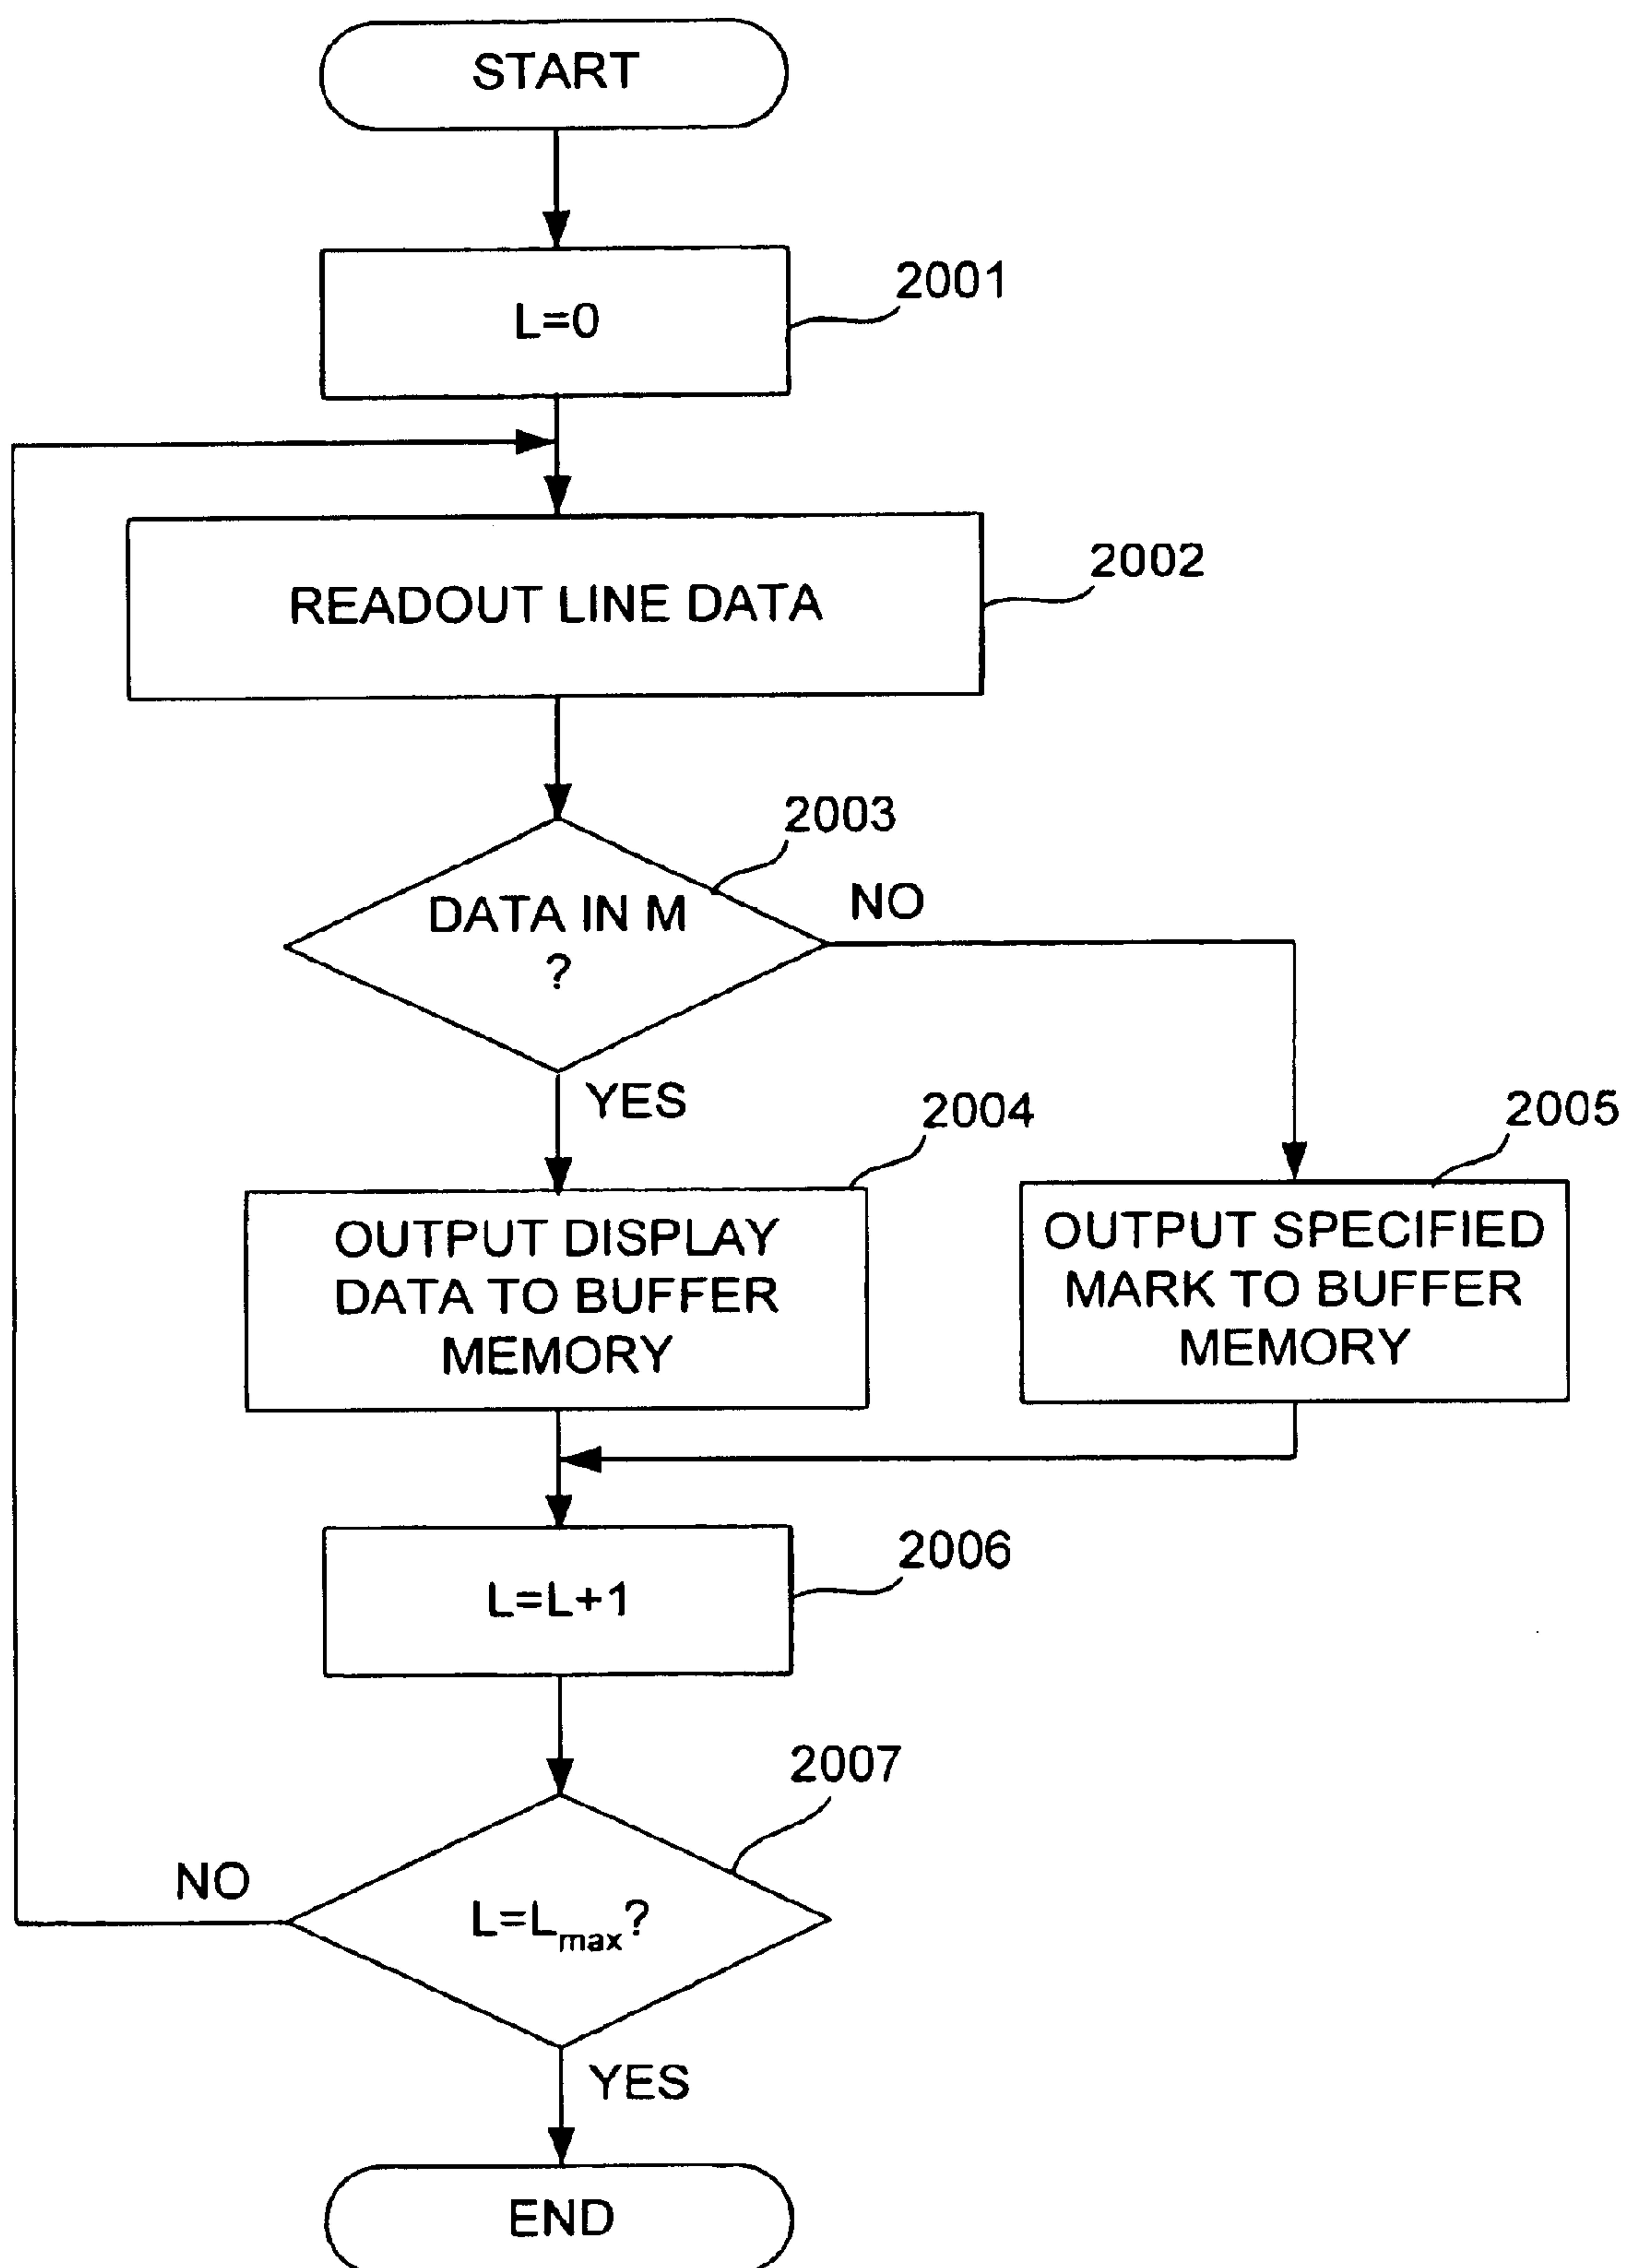 START
L=0
2001
READOUT LINE DATA
2002
2003
DATA IN M
?
NO
YES
2004
2005
OUTPUT DISPLAY
DATA TO BUFFER
MEMORY
OUTPUT SPECIFIED
MARK TO BUFFER
MEMORY
L=L+1
2006
2007
NO
L=Lmax?
YES
END